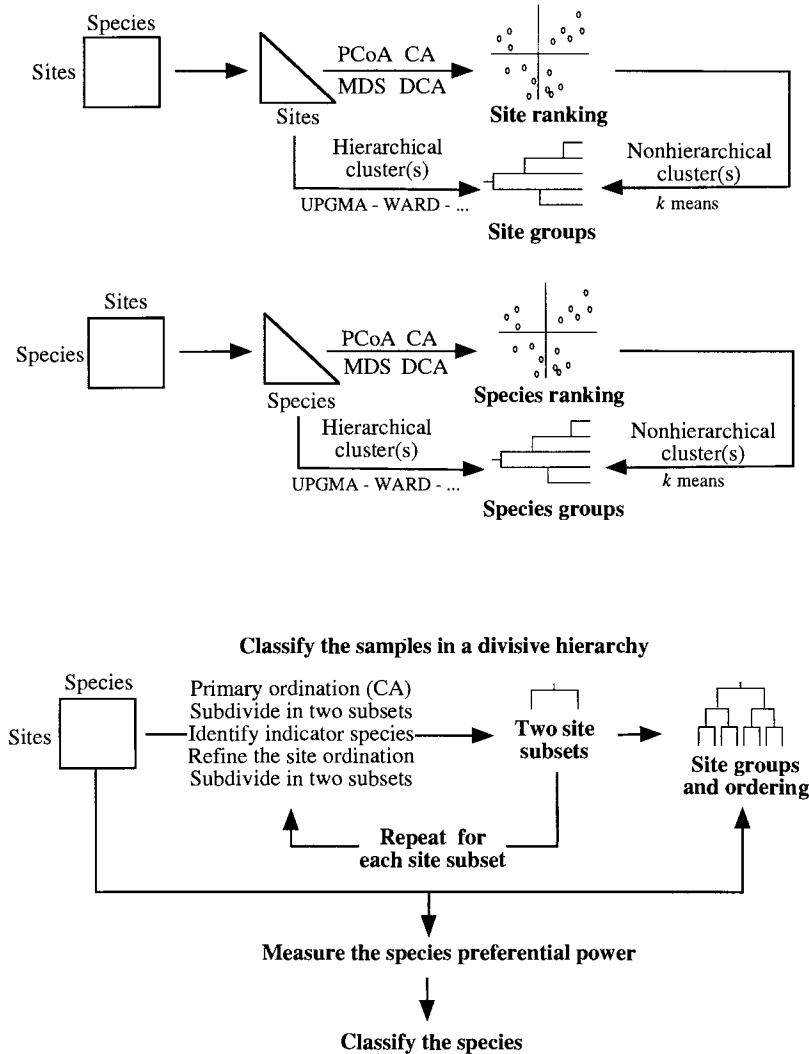 Species
Sites
Sites
PCoA CA
MDS DCA
Site ranking
Hierarchical
cluster(s)
UPGMA - WARD - ...
Nonhierarchical
cluster(s)
k means
Site groups
Sites
Species
Species
PCoA CA
MDS DCA
Species ranking
Hierarchical
cluster(s)
UPGMA - WARD - ...
Nonhierarchical
cluster(s)
k means
Species groups
Classify the samples in a divisive hierarchy
Species
Sites
Primary ordination (CA)
Subdivide in two subsets
Identify indicator species
Refine the site ordination
Subdivide in two subsets
Two site
subsets
Site groups
and ordering
Repeat for
each site subset
Measure the species preferential power
Classify the species